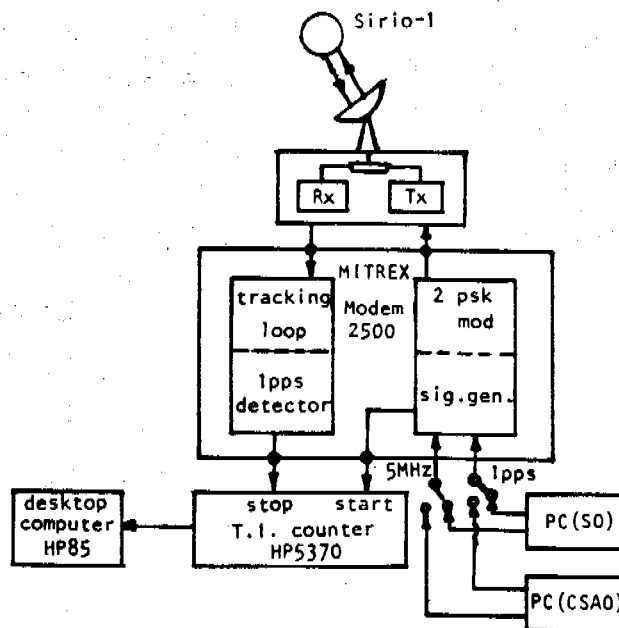 Sirio-1
Rx
Tx
MITREX
Modem
2500
tracking
loop
1pps
detector
2 psk
mod
sig.gen.
5MHz
1pps
stop start
T.I. counter
HP5370
desktop
computer
HP85
PC(SO)
PC(CSAO)